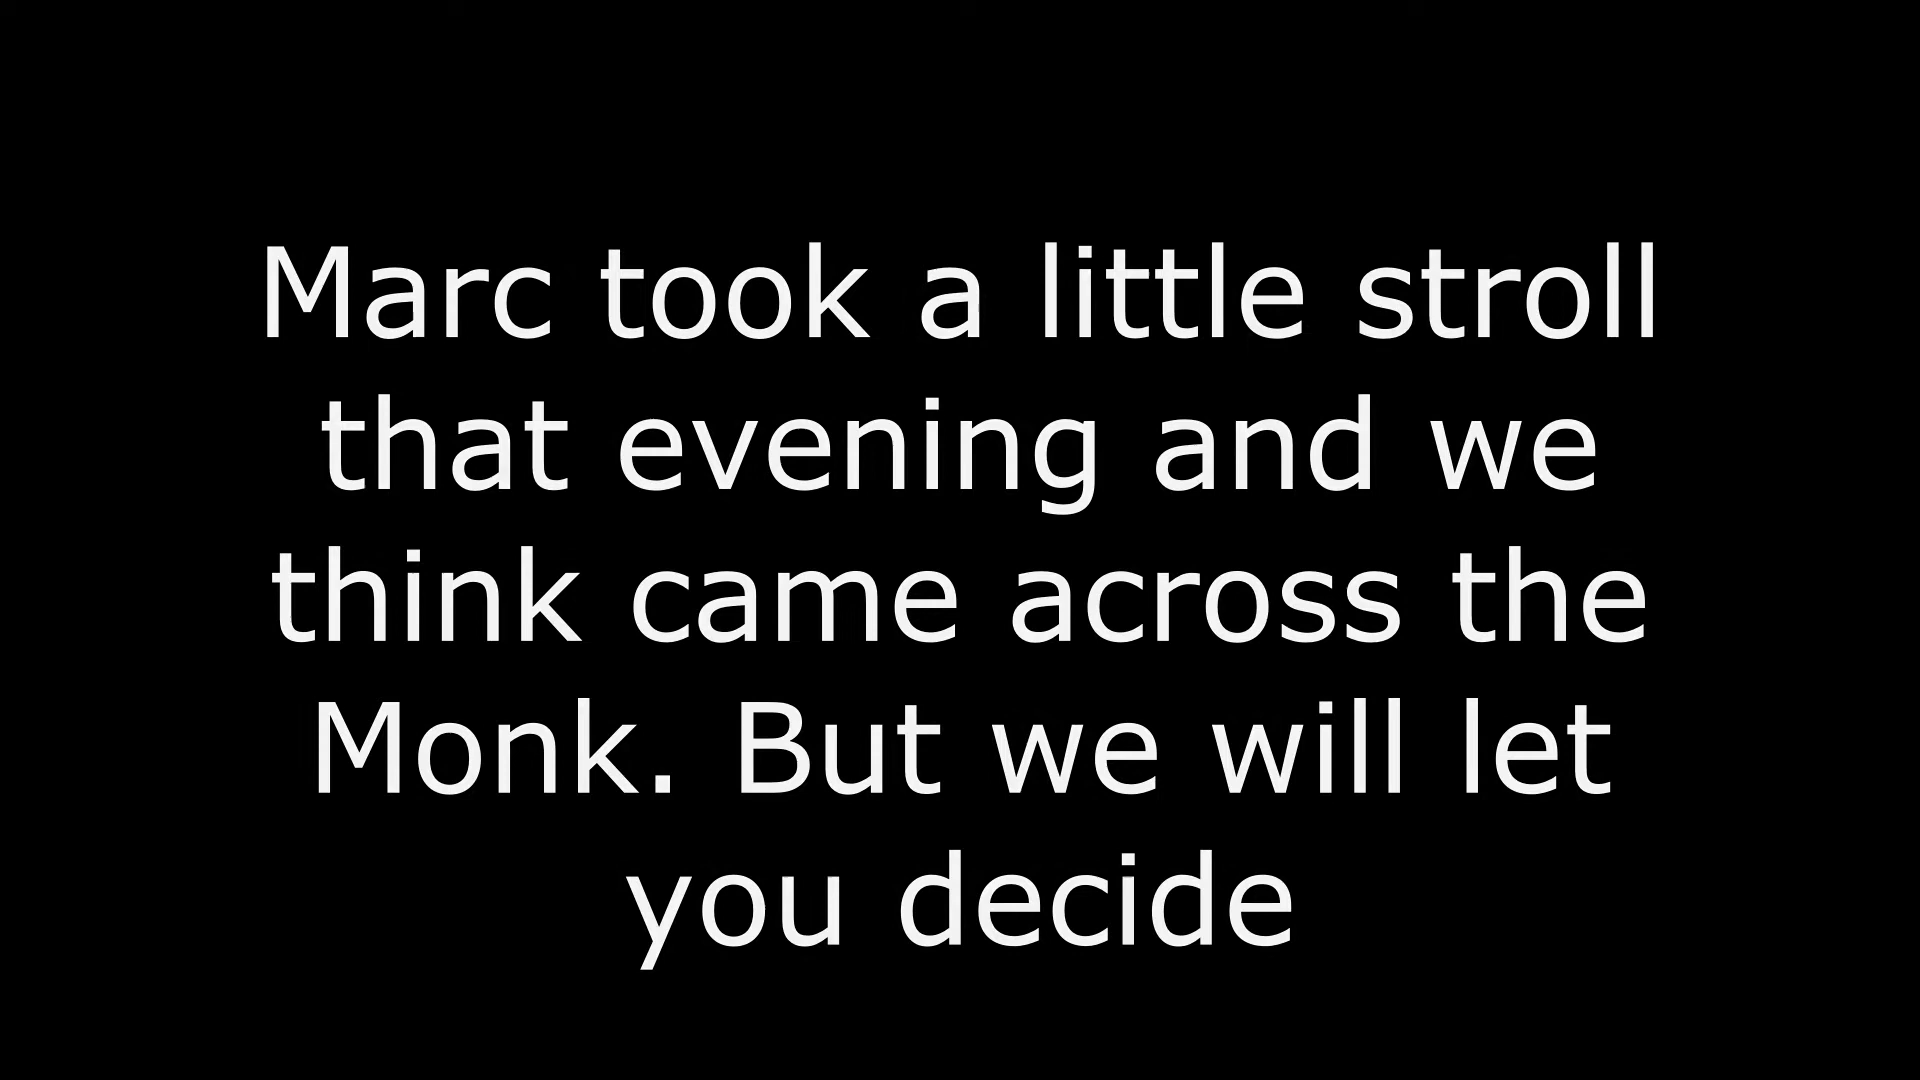 Marc took a little stroll
that evening and we
think came across the
Monk. But we will let
you decide